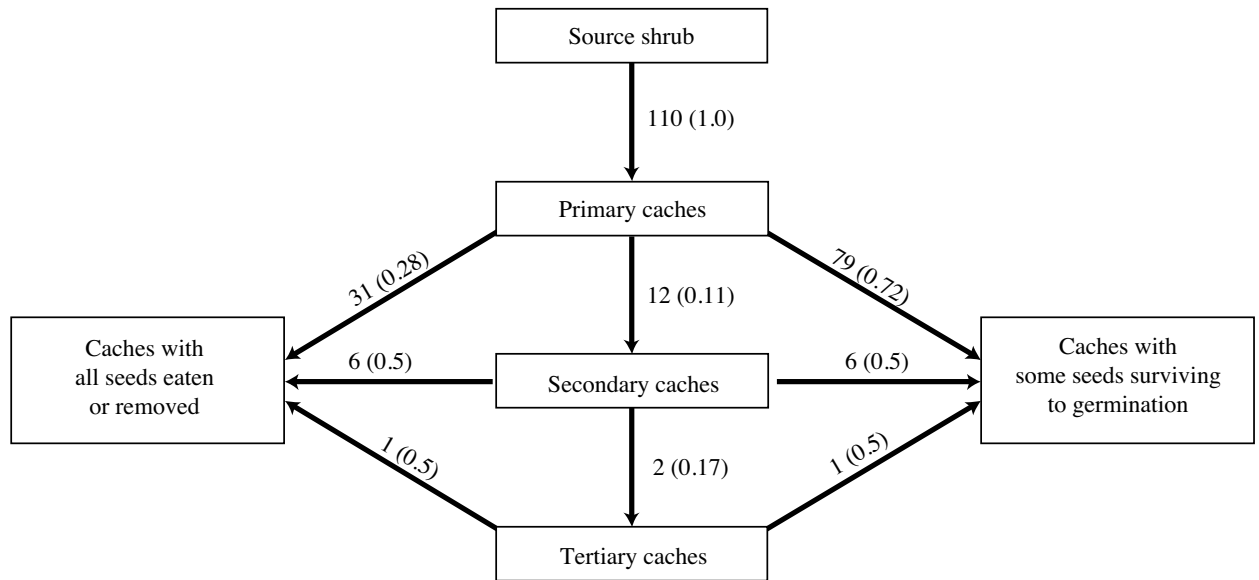 Source shrub
110 (1.0)
Primary caches
31 (0.28)
12 (0.11)
79 (0.72)
Caches with
all seeds eaten
or removed
6 (0.5)
Secondary caches
6 (0.5)
Caches with
some seeds surviving
to germination
1 (0.5)
2 (0.17)
1 (0.5)
Tertiary caches